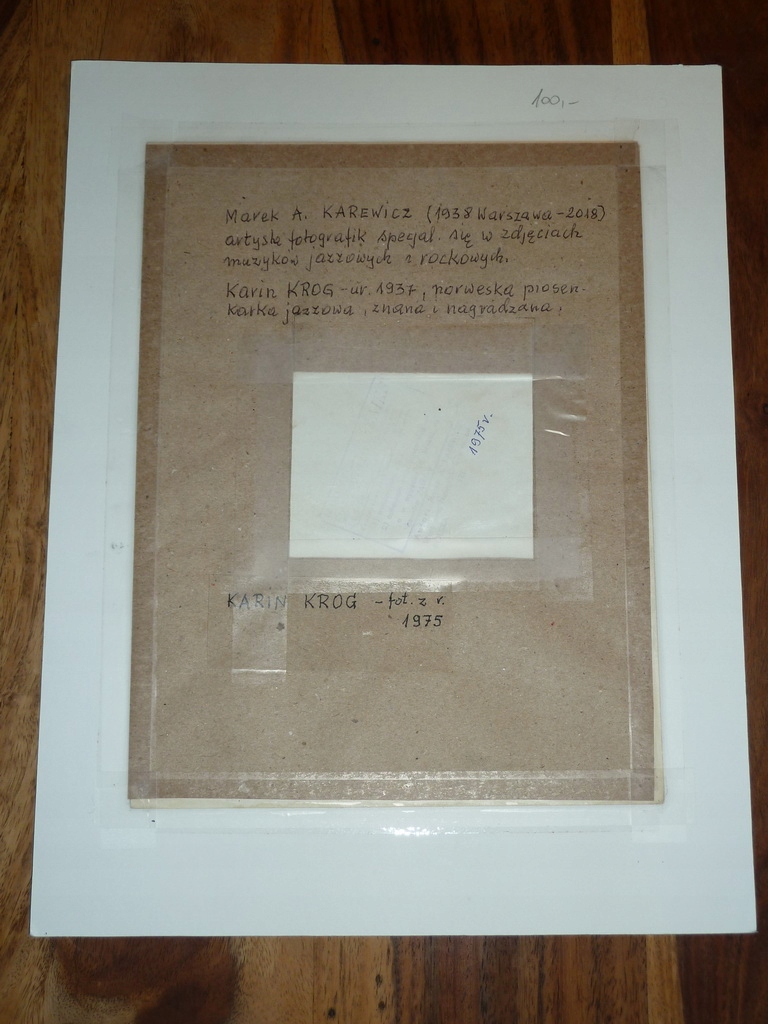 100,-
Marek A. KAREWICZ (1938 Warszawa-2018)
artysta fotografik specjal. się w zdjęciach
muzyków jazzowych i rockowych.
Karin KROG - ur. 1937, norweska piosen-
karka jazzowa, znana i nagradzana.
1975 r.
KARIN KROG - fot. z r.
1975